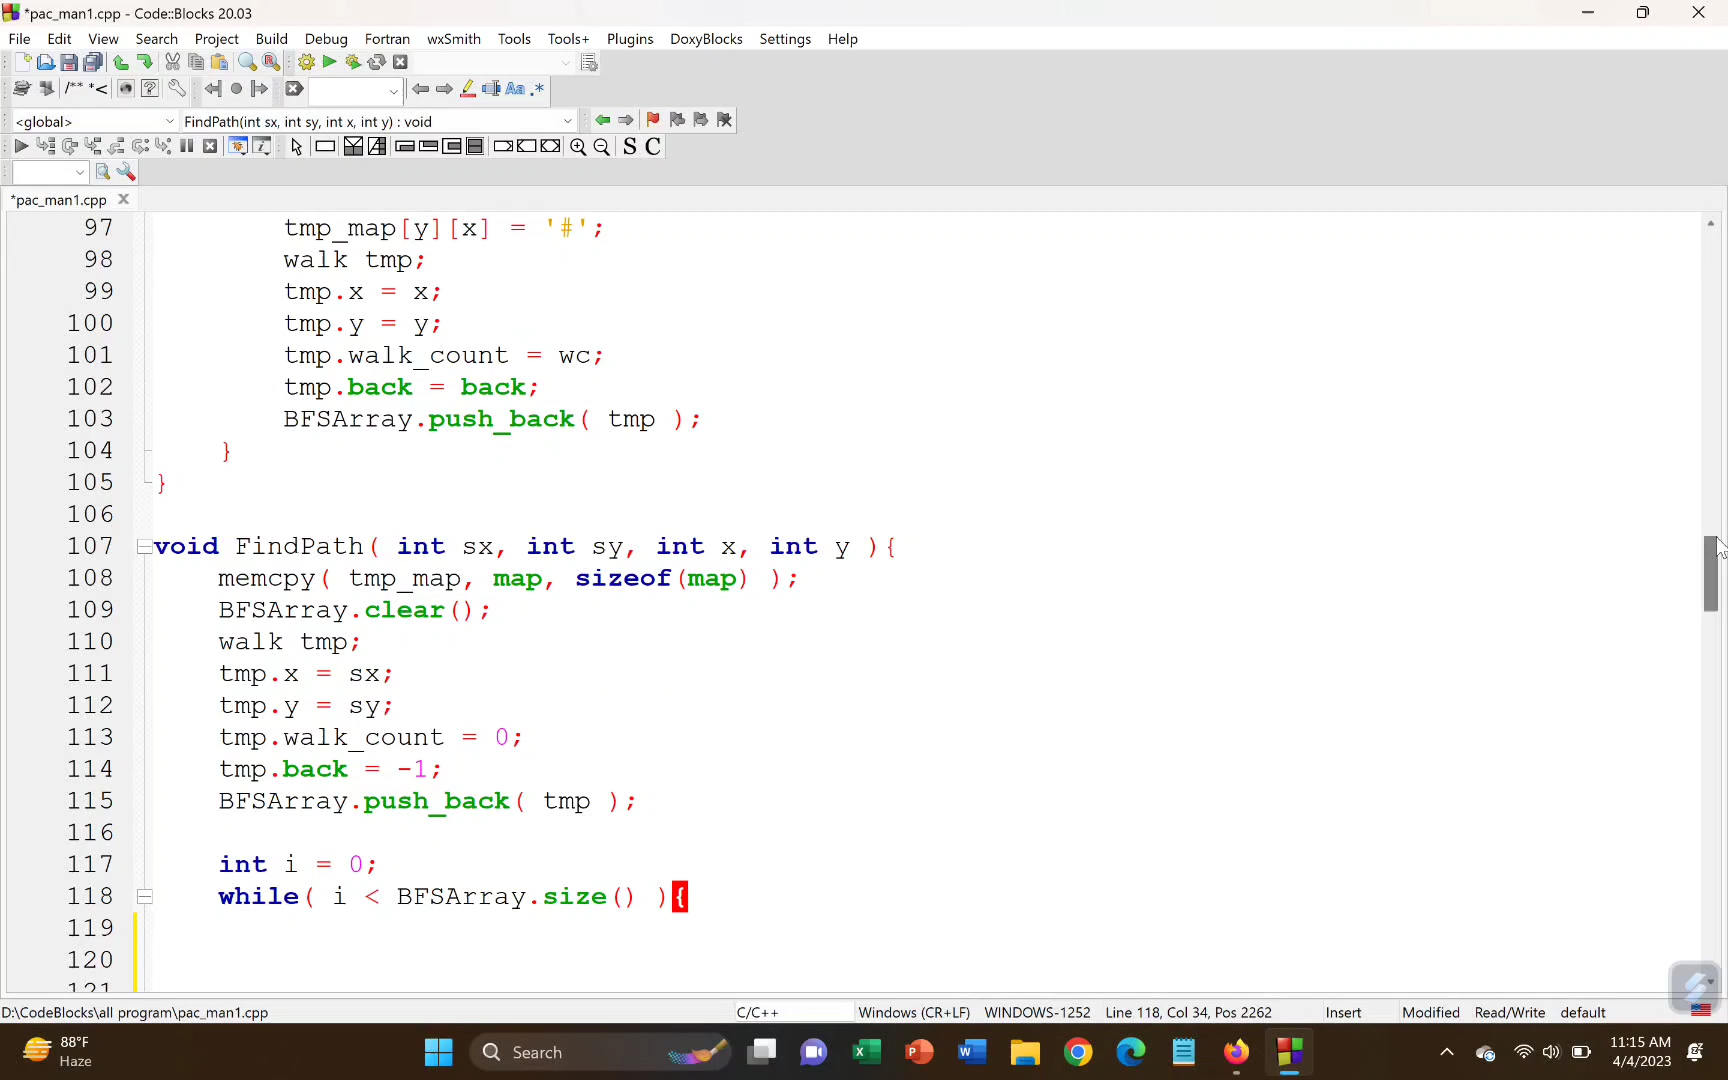 *pac_man1.cpp - Code::Blocks 20.03
File Edit View Search Project Build Debug Fortran wxSmith Tools Tools+ Plugins DoxyBlocks Settings Help
/** *< Aa .*
<global> FindPath(int sx, int sy, int x, int y) : void
S C
*pac_man1.cpp
97 tmp_map[y][x] = '#';
98 walk tmp;
99 tmp.x = x;
100 tmp.y = y;
101 tmp.walk_count = wc;
102 tmp.back = back;
103 BFSArray.push_back( tmp );
104 }
105 }
106
107 void FindPath( int sx, int sy, int x, int y ){
108 memcpy( tmp_map, map, sizeof(map) );
109 BFSArray.clear();
110 walk tmp;
111 tmp.x = sx;
112 tmp.y = sy;
113 tmp.walk_count = 0;
114 tmp.back = -1;
115 BFSArray.push_back( tmp );
116
117 int i = 0;
118 while( i < BFSArray.size() ){
119
120
121
D:\CodeBlocks\all program\pac_man1.cpp C/C++ Windows (CR+LF) WINDOWS-1252 Line 118, Col 34, Pos 2262 Insert Modified Read/Write default
88°F
Haze
Search
11:15 AM
4/4/2023